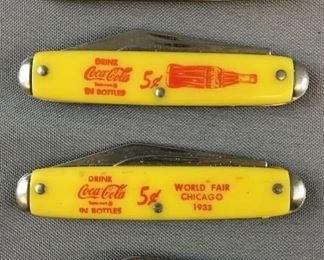 DRINK
Coca-Cola 5¢
IN BOTTLES
DRINK WORLD FAIR
Coca-Cola 5¢ CHICAGO
IN BOTTLES 1933